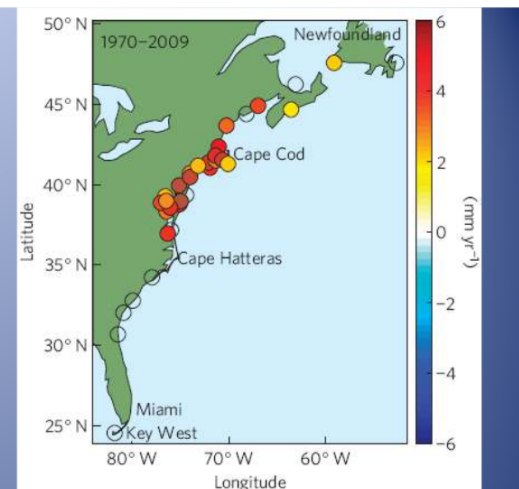 50° N
45° N
40° N
35° N
30° N
25° N
Latitude
1970–2009
Newfoundland
Cape Cod
Cape Hatteras
Miami
Key West
80° W
70° W
60° W
Longitude
6
4
2
0
−2
−4
−6
(mm yr⁻¹)